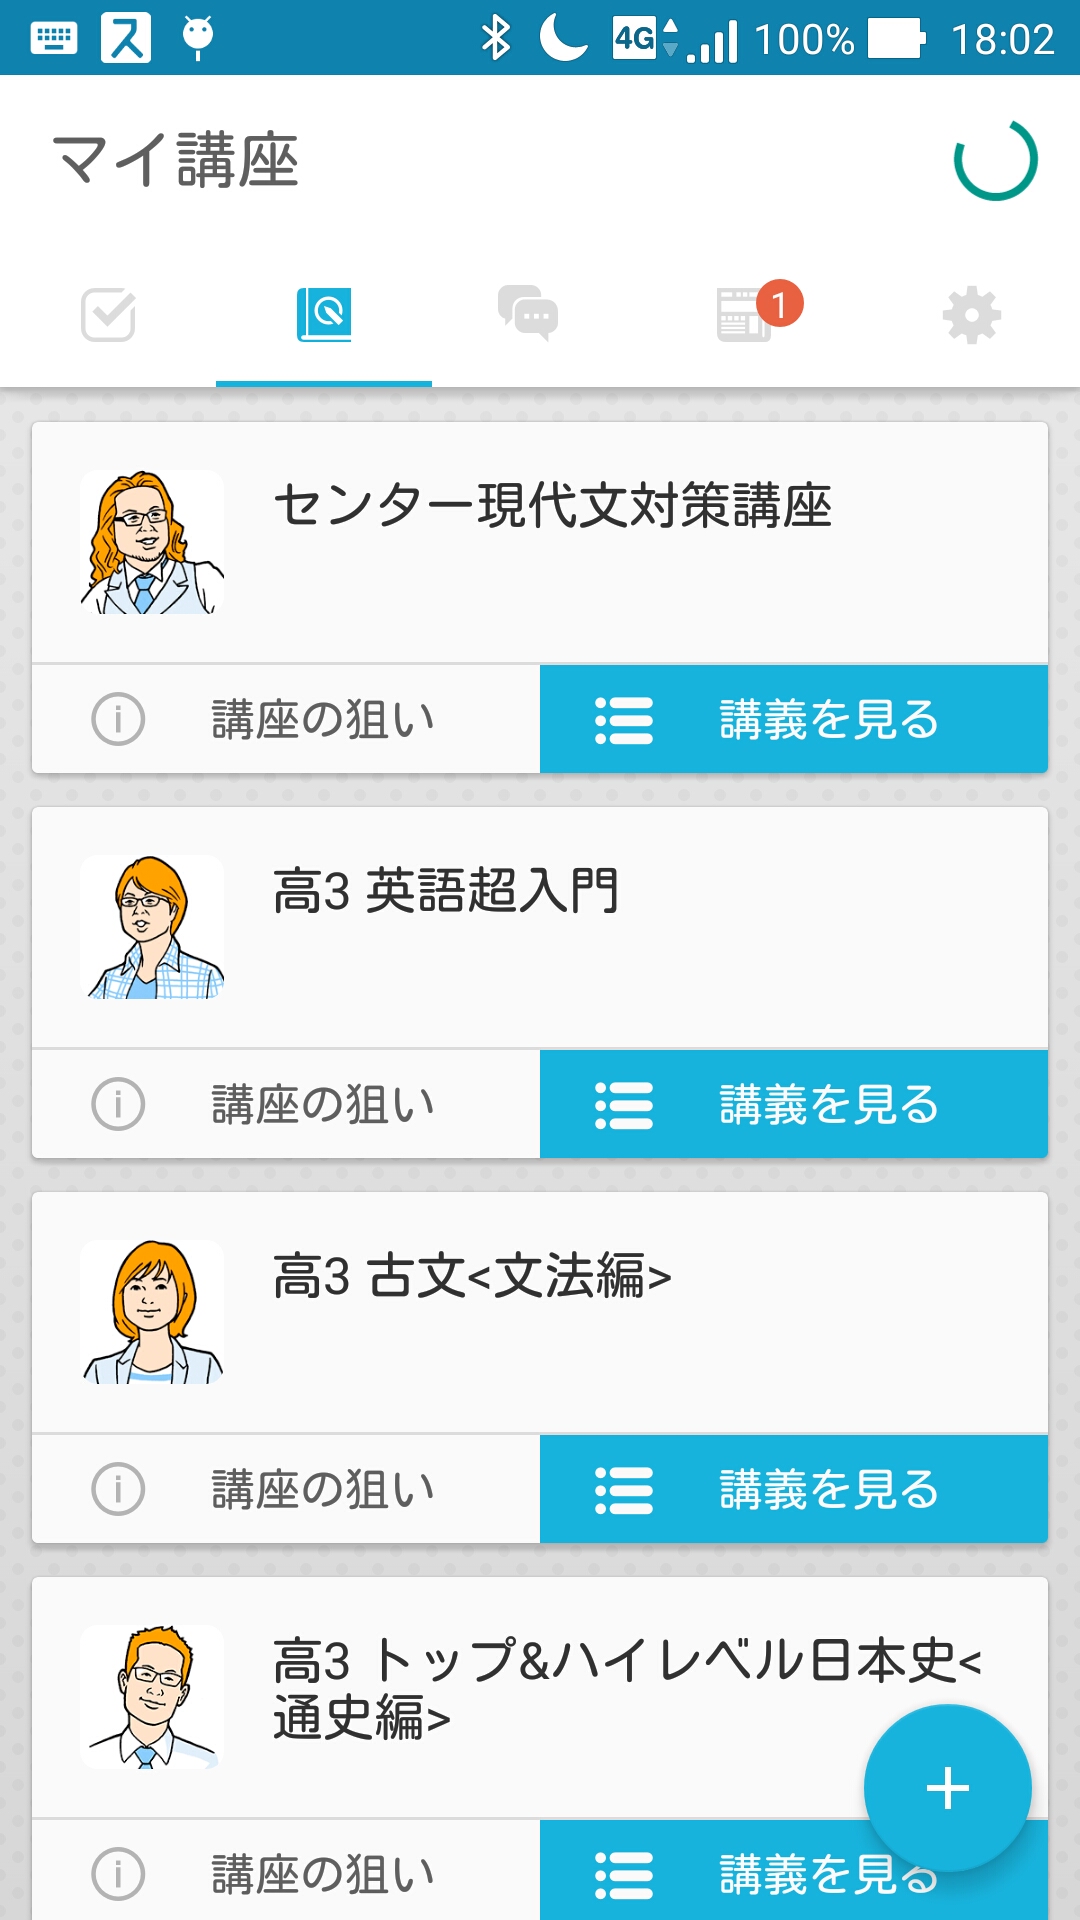 ス 4G 100% 18:02
マイ講座
1
センター現代文対策講座
講座の狙い 講義を見る
高3 英語超入門
講座の狙い 講義を見る
高3 古文<文法編>
講座の狙い 講義を見る
高3 トップ&ハイレベル日本史<
通史編>
講座の狙い 講義を見る